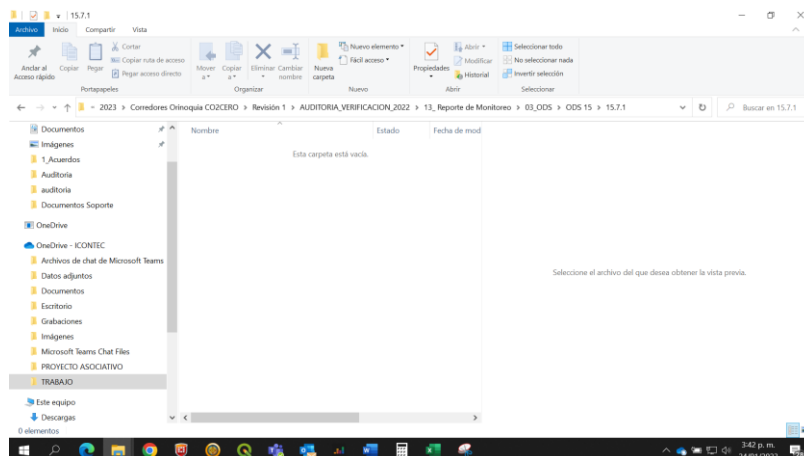 15.7.1
Archivo Inicio Compartir Vista
Anclar al Acceso rápido
Copiar
Pegar
Cortar
Copiar ruta de acceso
Pegar acceso directo
Portapapeles
Mover a
Copiar a
Eliminar
Cambiar nombre
Organizar
Nueva carpeta
Nuevo elemento
Fácil acceso
Nuevo
Propiedades
Abrir
Modificar
Historial
Abrir
Seleccionar todo
No seleccionar nada
Invertir selección
Seleccionar
« 2023 > Corredores Orinoquia CO2CERO > Revisión 1 > AUDITORIA_VERIFICACION_2022 > 13_ Reporte de Monitoreo > 03_ODS > ODS 15 > 15.7.1
Buscar en 15.7.1
Documentos
Imágenes
1_Acuerdos
Auditoria
auditoria
Documentos Soporte
OneDrive
OneDrive - ICONTEC
Archivos de chat de Microsoft Teams
Datos adjuntos
Documentos
Escritorio
Grabaciones
Imágenes
Microsoft Teams Chat Files
PROYECTO ASOCIATIVO
TRABAJO
Este equipo
Descargas
Nombre Estado Fecha de mod
Esta carpeta está vacía.
Seleccione el archivo del que desea obtener la vista previa.
0 elementos
3:42 p. m.